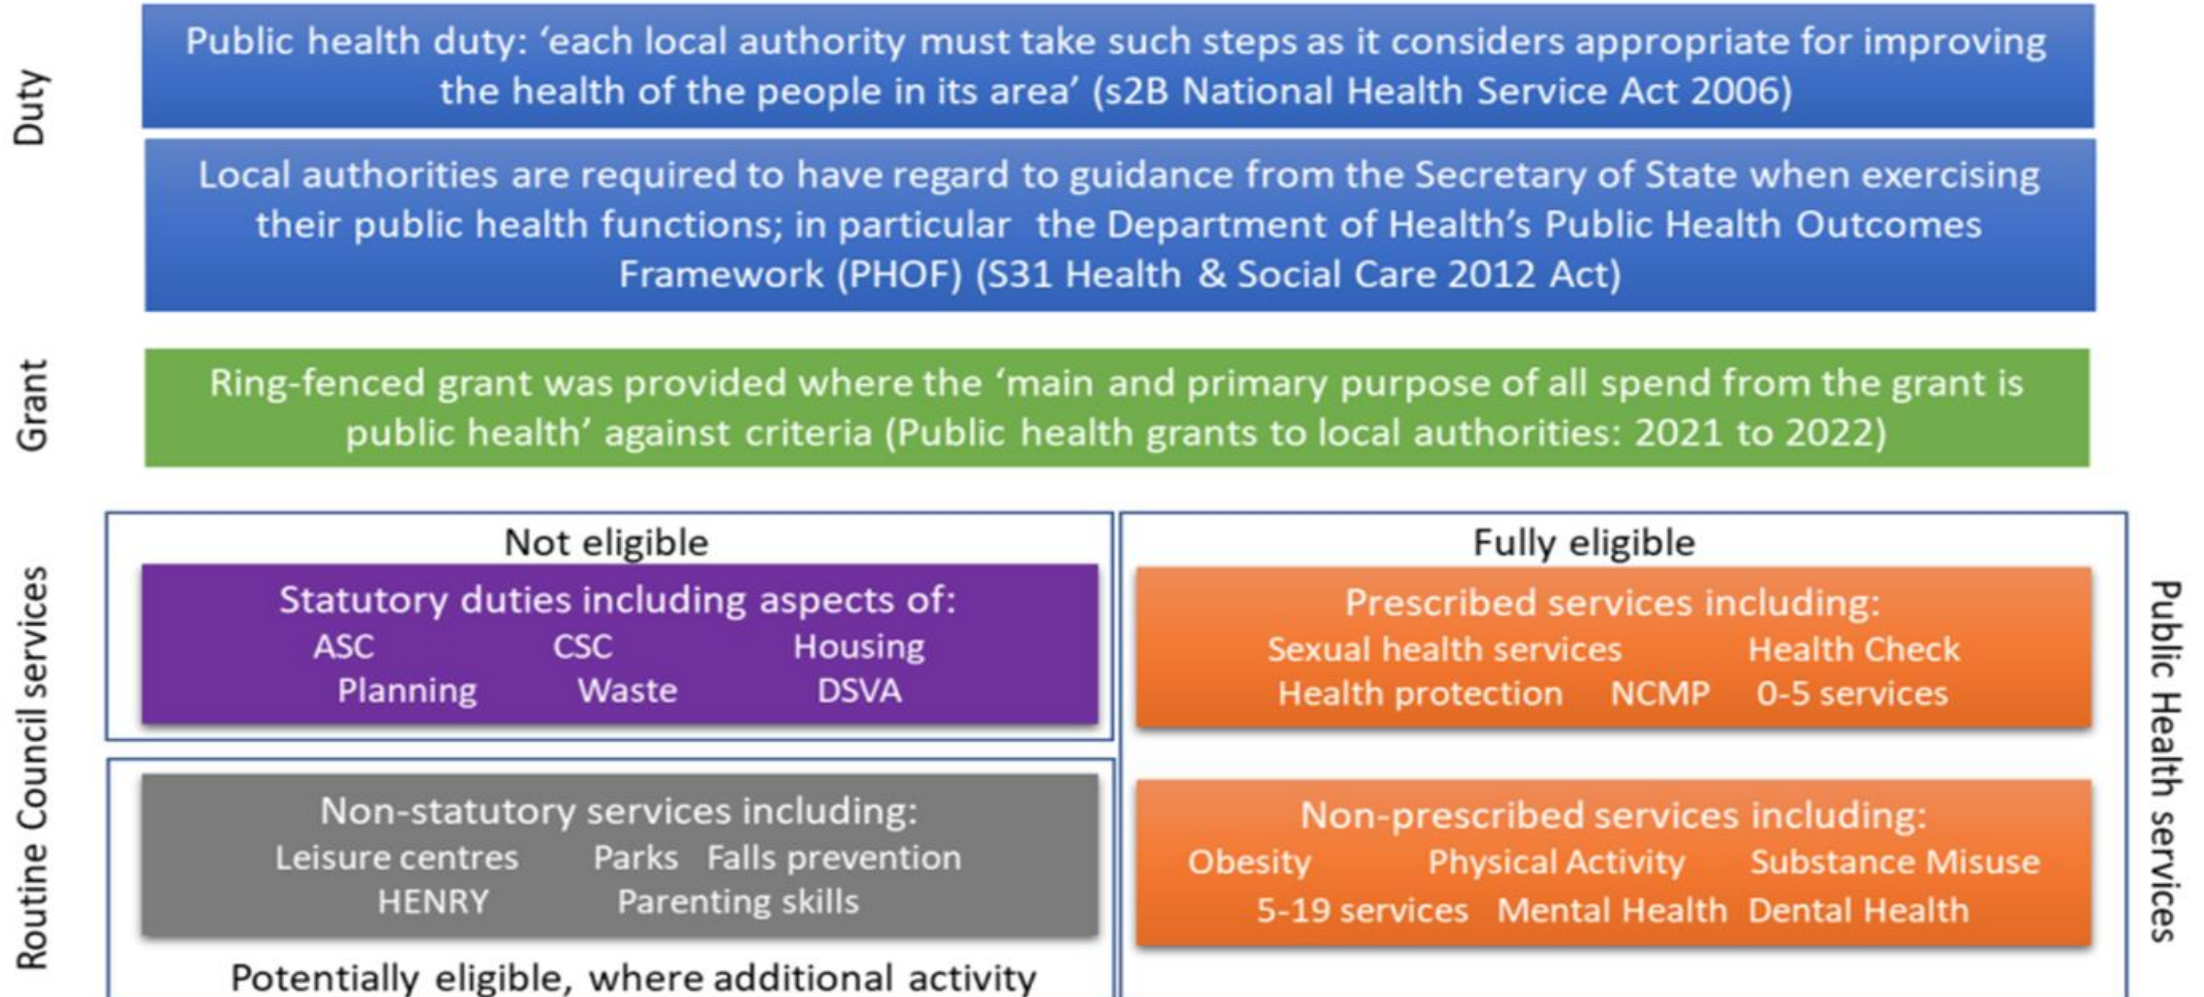 Duty
Public health duty: ‘each local authority must take such steps as it considers appropriate for improving
the health of the people in its area’ (s2B National Health Service Act 2006)
Local authorities are required to have regard to guidance from the Secretary of State when exercising
their public health functions; in particular the Department of Health’s Public Health Outcomes
Framework (PHOF) (S31 Health & Social Care 2012 Act)
Grant
Ring-fenced grant was provided where the ‘main and primary purpose of all spend from the grant is
public health’ against criteria (Public health grants to local authorities: 2021 to 2022)
Routine Council services
Not eligible
Statutory duties including aspects of:
ASC CSC Housing
Planning Waste DSVA
Non-statutory services including:
Leisure centres Parks Falls prevention
HENRY Parenting skills
Potentially eligible, where additional activity
Fully eligible
Prescribed services including:
Sexual health services Health Check
Health protection NCMP 0-5 services
Non-prescribed services including:
Obesity Physical Activity Substance Misuse
5-19 services Mental Health Dental Health
Public Health services